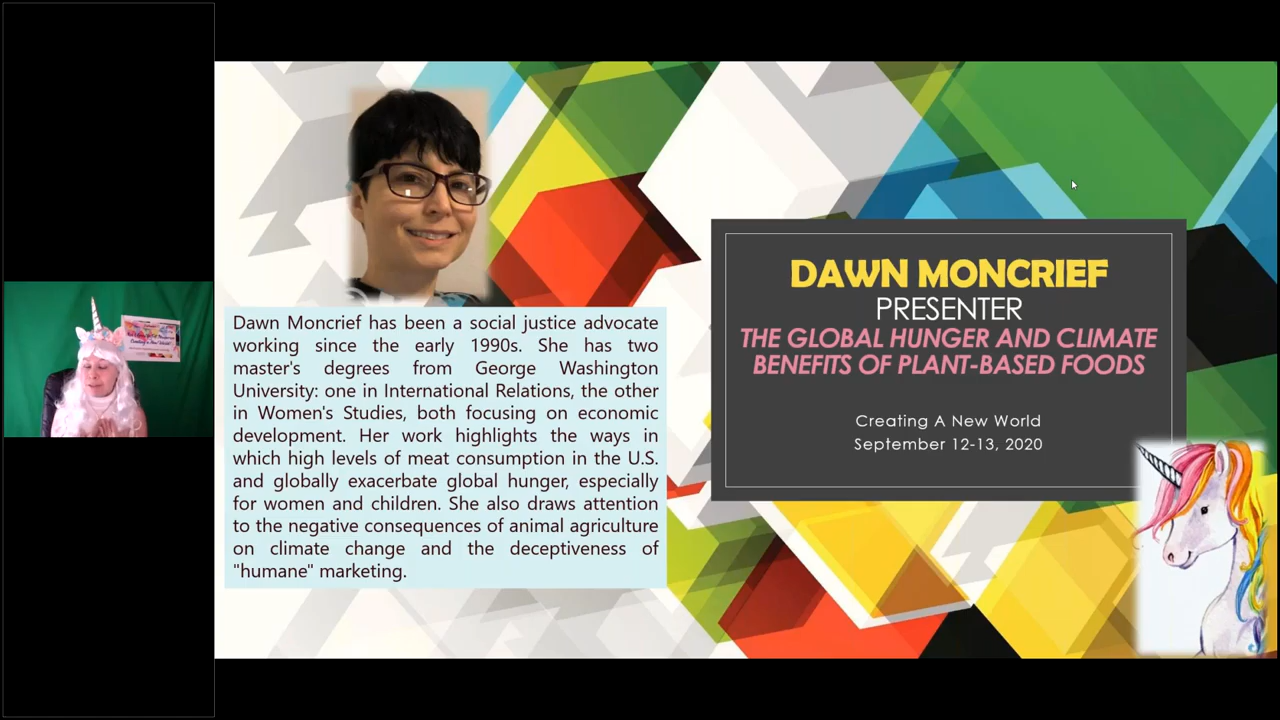 Dawn Moncrief has been a social justice advocate
working since the early 1990s. She has two
master's degrees from George Washington
University: one in International Relations, the other
in Women's Studies, both focusing on economic
development. Her work highlights the ways in
which high levels of meat consumption in the U.S.
and globally exacerbate global hunger, especially
for women and children. She also draws attention
to the negative consequences of animal agriculture
on climate change and the deceptiveness of
"humane" marketing.
DAWN MONCRIEF
PRESENTER
THE GLOBAL HUNGER AND CLIMATE
BENEFITS OF PLANT-BASED FOODS
Creating A New World
September 12-13, 2020